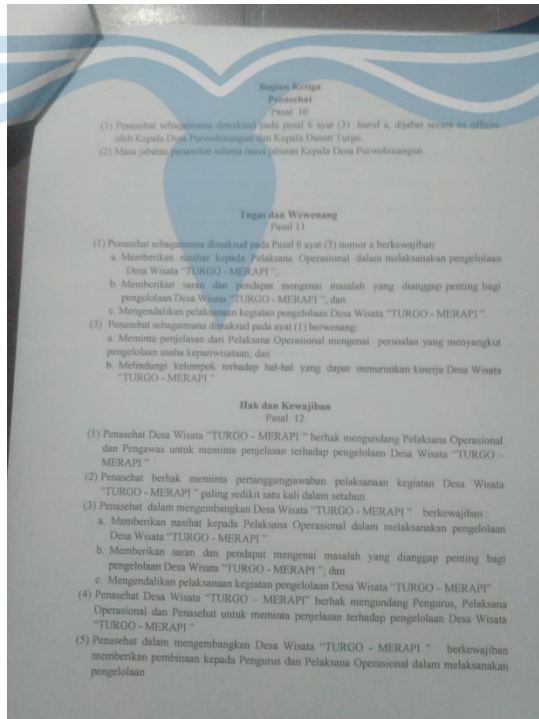 Bagian Ketiga
Penasehat
Pasal 10
(1) Penasehat sebagaimana dimaksud pada pasal 6 ayat (3) huruf a, dijabat secara ex officio
oleh Kepala Desa Purwobinangun dan Kepala Dusun Turgo.
(2) Masa jabatan penasehat selama masa jabatan Kepala Desa Purwobinangun.
Tugas dan Wewenang
Pasal 11
(1) Penasehat sebagaimana dimaksud pada Pasal 6 ayat (3) nomor a berkewajiban:
a. Memberikan nasihat kepada Pelaksana Operasional dalam melaksanakan pengelolaan
Desa Wisata "TURGO - MERAPI ";
b. Memberikan saran dan pendapat mengenai masalah yang dianggap penting bagi
pengelolaan Desa Wisata "TURGO - MERAPI "; dan
c. Mengendalikan pelaksanaan kegiatan pengelolaan Desa Wisata "TURGO - MERAPI ".
(3) Penasehat sebagaimana dimaksud pada ayat (1) berwenang:
a. Meminta penjelasan dari Pelaksana Operasional mengenai persoalan yang menyangkut
pengelolaan usaha kepariwisataan; dan
b. Melindungi kelompok terhadap hal-hal yang dapat menurunkan kinerja Desa Wisata
"TURGO - MERAPI "
Hak dan Kewajiban
Pasal 12
(1) Penasehat Desa Wisata "TURGO - MERAPI " berhak mengundang Pelaksana Operasional
dan Pengawas untuk meminta penjelasan terhadap pengelolaan Desa Wisata "TURGO -
MERAPI "
(2) Penasehat berhak meminta pertanggungjawaban pelaksanaan kegiatan Desa Wisata
"TURGO - MERAPI " paling sedikit satu kali dalam setahun.
(3) Penasehat dalam mengembangkan Desa Wisata "TURGO - MERAPI " berkewajiban :
a. Memberikan nasihat kepada Pelaksana Operasional dalam melaksanakan pengelolaan
Desa Wisata "TURGO - MERAPI "
b. Memberikan saran dan pendapat mengenai masalah yang dianggap penting bagi
pengelolaan Desa Wisata "TURGO - MERAPI "; dan
c. Mengendalikan pelaksanaan kegiatan pengelolaan Desa Wisata "TURGO – MERAPI"
(4) Penasehat Desa Wisata "TURGO – MERAPI" berhak mengundang Pengurus, Pelaksana
Operasional dan Penasehat untuk meminta penjelasan terhadap pengelolaan Desa Wisata
"TURGO - MERAPI "
(5) Penasehat dalam mengembangkan Desa Wisata "TURGO - MERAPI " berkewajiban
memberikan pembinaan kepada Pengurus dan Pelaksana Operasional dalam melaksanakan
pengelolaan